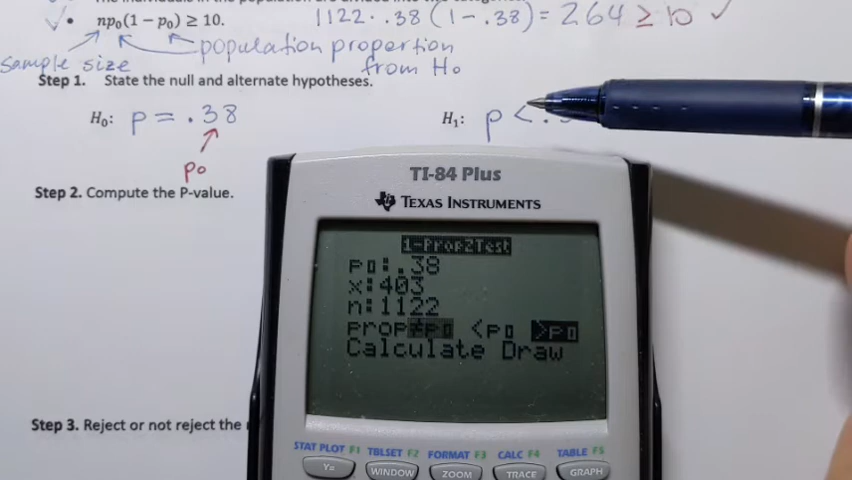 np₀(1 − p₀) ≥ 10.
1122 · .38 (1 − .38) = 264 ≥ 10 ✓
sample size
population proportion
from H₀
Step 1. State the null and alternate hypotheses.
H₀: p = .38
H₁: p < .
p₀
Step 2. Compute the P-value.
TI-84 Plus
TEXAS INSTRUMENTS
1-PropZTest
p₀:.38
x:403
n:1122
prop≠p₀ <p₀ >p₀
Calculate Draw
Step 3. Reject or not reject the
STAT PLOT F1 TBLSET F2 FORMAT F3 CALC F4 TABLE F5
Y= WINDOW ZOOM TRACE GRAPH